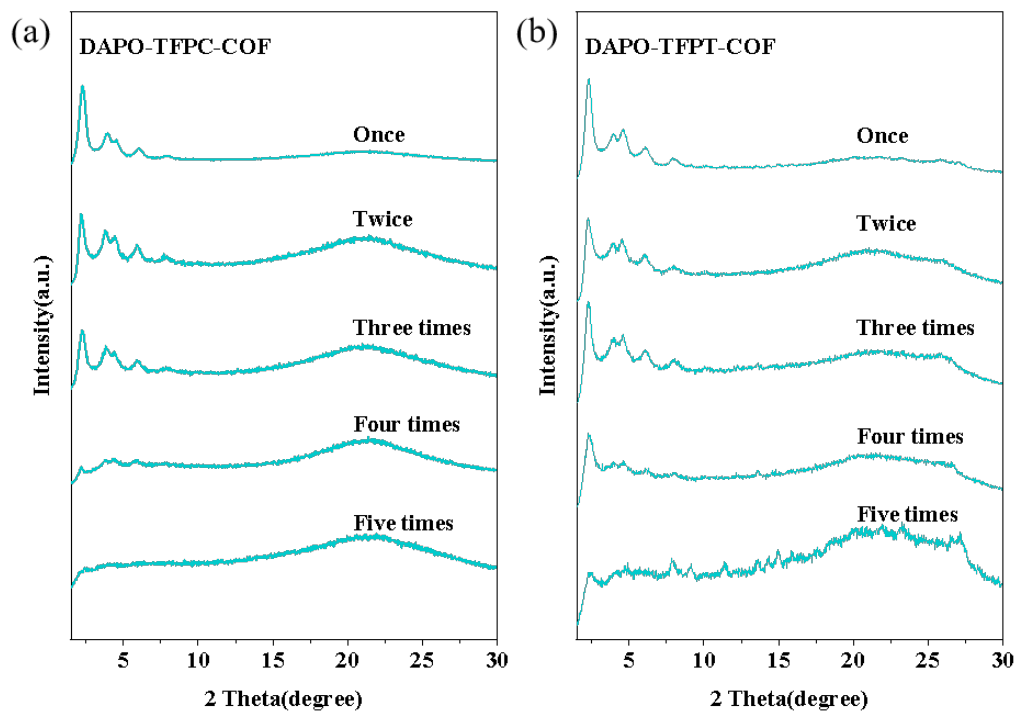 (a)
DAPO-TFPC-COF
Once
Twice
Three times
Four times
Five times
Intensity(a.u.)
5 10 15 20 25 30
2 Theta(degree)
(b)
DAPO-TFPT-COF
Once
Twice
Three times
Four times
Five times
Intensity(a.u.)
5 10 15 20 25 30
2 Theta(degree)